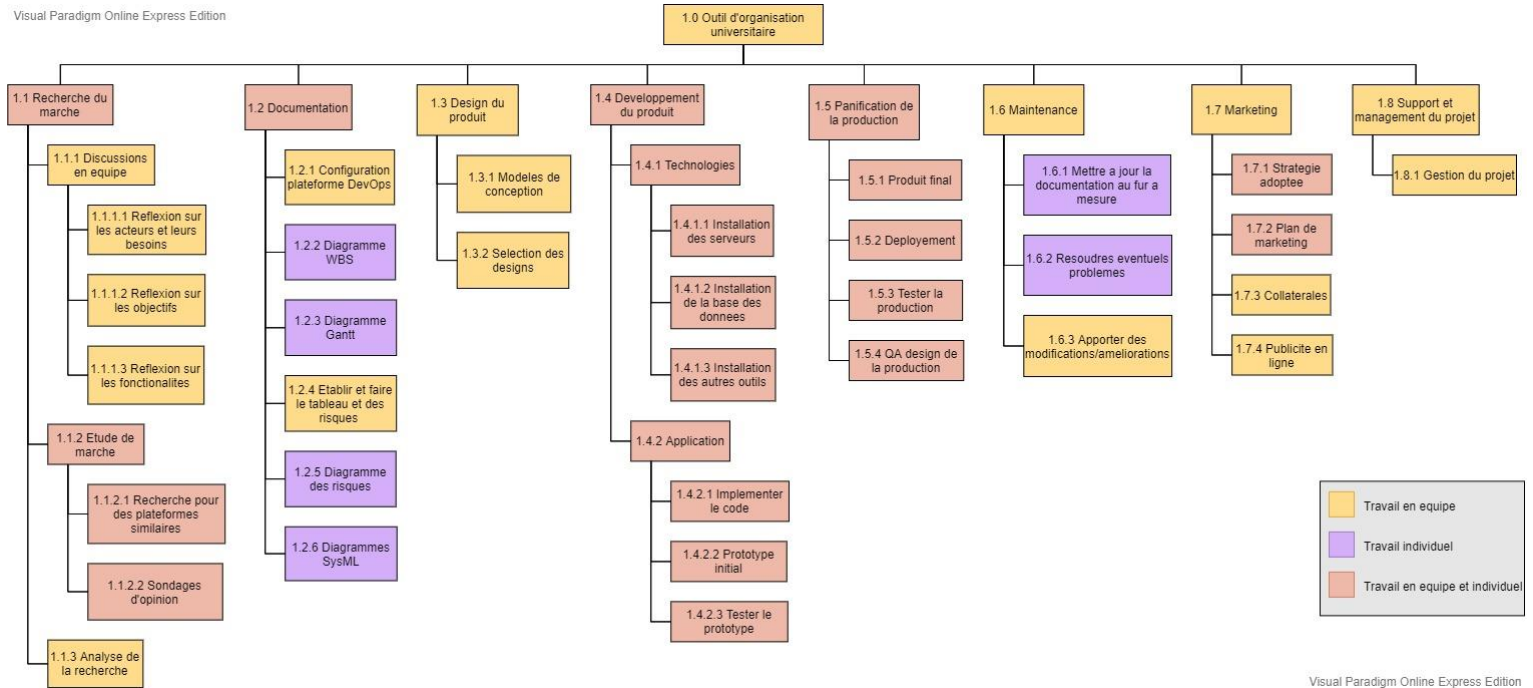 Visual Paradigm Online Express Edition
1.0 Outil d'organisation
universitaire
1.1 Recherche du
marche
1.1.1 Discussions
en equipe
1.1.1.1 Reflexion sur
les acteurs et leurs
besoins
1.1.1.2 Reflexion sur
les objectifs
1.1.1.3 Reflexion sur
les fonctionalites
1.1.2 Etude de
marche
1.1.2.1 Recherche pour
des plateformes
similaires
1.1.2.2 Sondages
d'opinion
1.1.3 Analyse de
la recherche
1.2 Documentation
1.2.1 Configuration
plateforme DevOps
1.2.2 Diagramme
WBS
1.2.3 Diagramme
Gantt
1.2.4 Etablir et faire
le tableau et des
risques
1.2.5 Diagramme
des risques
1.2.6 Diagrammes
SysML
1.3 Design du
produit
1.3.1 Modeles de
conception
1.3.2 Selection des
designs
1.4 Developpement
du produit
1.4.1 Technologies
1.4.1.1 Installation
des serveurs
1.4.1.2 Installation
de la base des
donnees
1.4.1.3 Installation
des autres outils
1.4.2 Application
1.4.2.1 Implementer
le code
1.4.2.2 Prototype
initial
1.4.2.3 Tester le
prototype
1.5 Panification de
la production
1.5.1 Produit final
1.5.2 Deployement
1.5.3 Tester la
production
1.5.4 QA design de
la production
1.6 Maintenance
1.6.1 Mettre a jour la
documentation au fur a
mesure
1.6.2 Resoudres eventuels
problemes
1.6.3 Apporter des
modifications/ameliorations
1.7 Marketing
1.7.1 Strategie
adoptee
1.7.2 Plan de
marketing
1.7.3 Collaterales
1.7.4 Publicite en
ligne
1.8 Support et
management du projet
1.8.1 Gestion du projet
Travail en equipe
Travail individuel
Travail en equipe et individuel
Visual Paradigm Online Express Edition